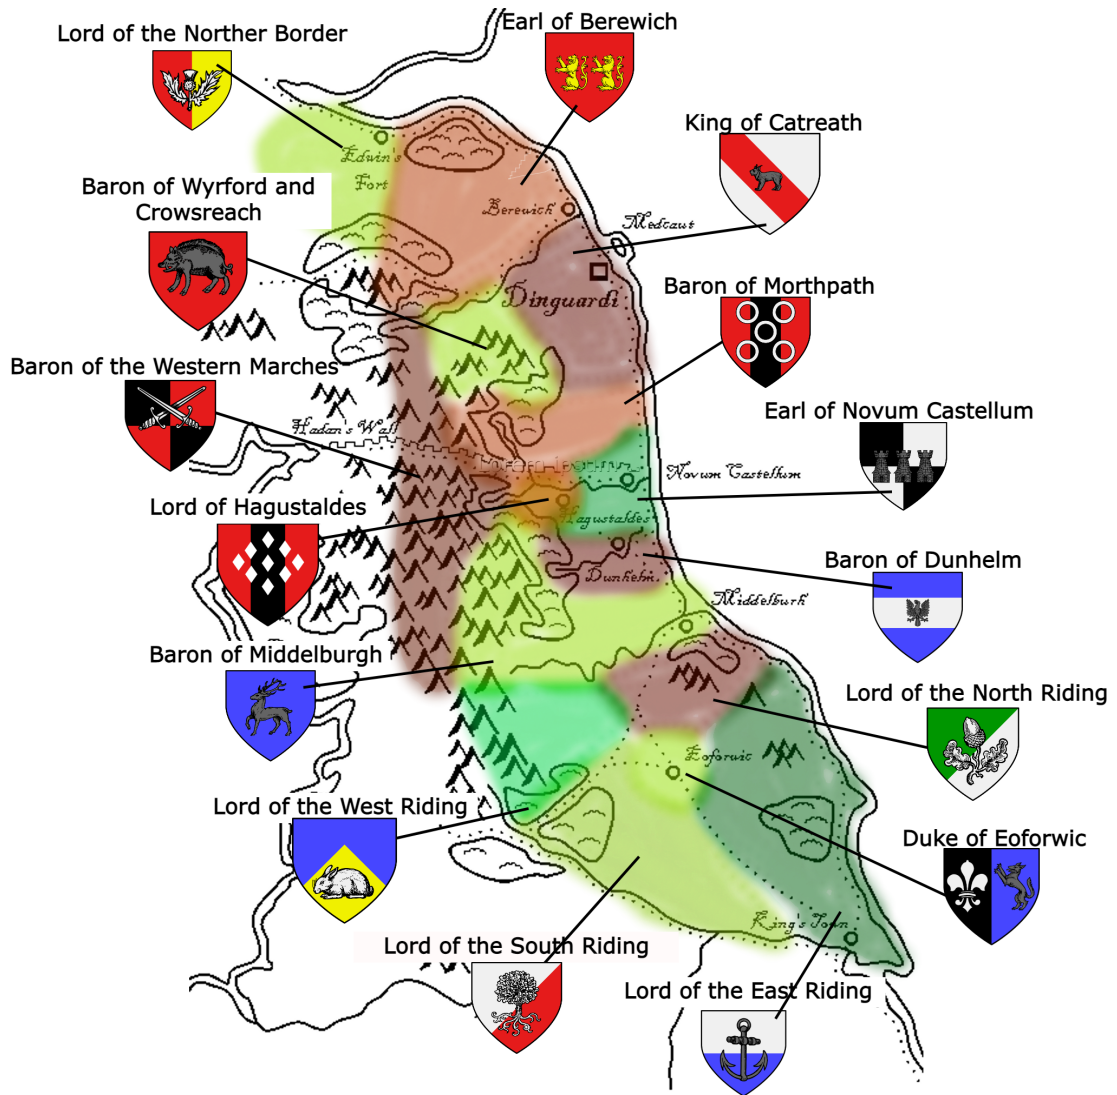 Earl of Berewich
Lord of the Norther Border
King of Catreath
Edwin's
Fort
Baron of Wyrford and
Crowsreach
Berewich
Medcaut
Dinguardi
Baron of Morthpath
Baron of the Western Marches
Earl of Novum Castellum
Hadan's Wall
Novum Castellum
Lord of Hagustaldes
Hagustaldes
Baron of Dunhelm
Dunhelm
Middelburh
Baron of Middelburgh
Lord of the North Riding
Eoforwic
Lord of the West Riding
Duke of Eoforwic
King's Town
Lord of the South Riding
Lord of the East Riding